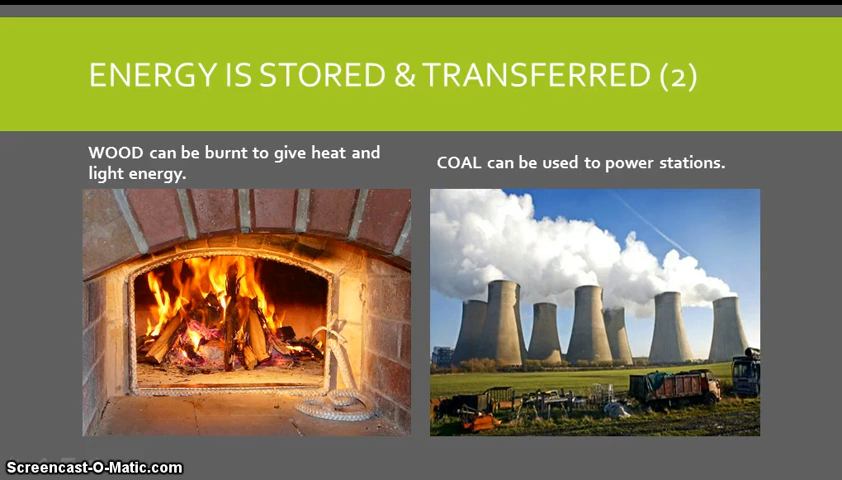 ENERGY IS STORED & TRANSFERRED (2)
WOOD can be burnt to give heat and
light energy.
COAL can be used to power stations.
Screencast-O-Matic.com